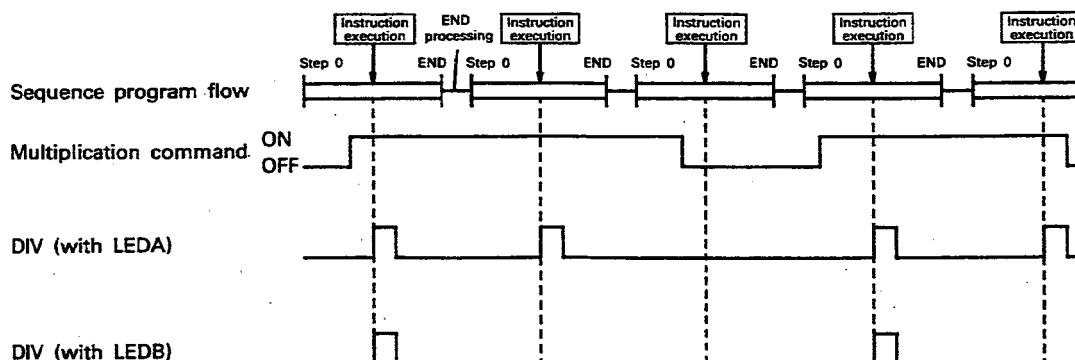 Instruction execution
END processing
Instruction execution
Instruction execution
Instruction execution
Instruction execution
Step 0 END Step 0 END Step 0 END Step 0 END Step 0
Sequence program flow
Multiplication command ON
OFF
DIV (with LEDA)
DIV (with LEDB)